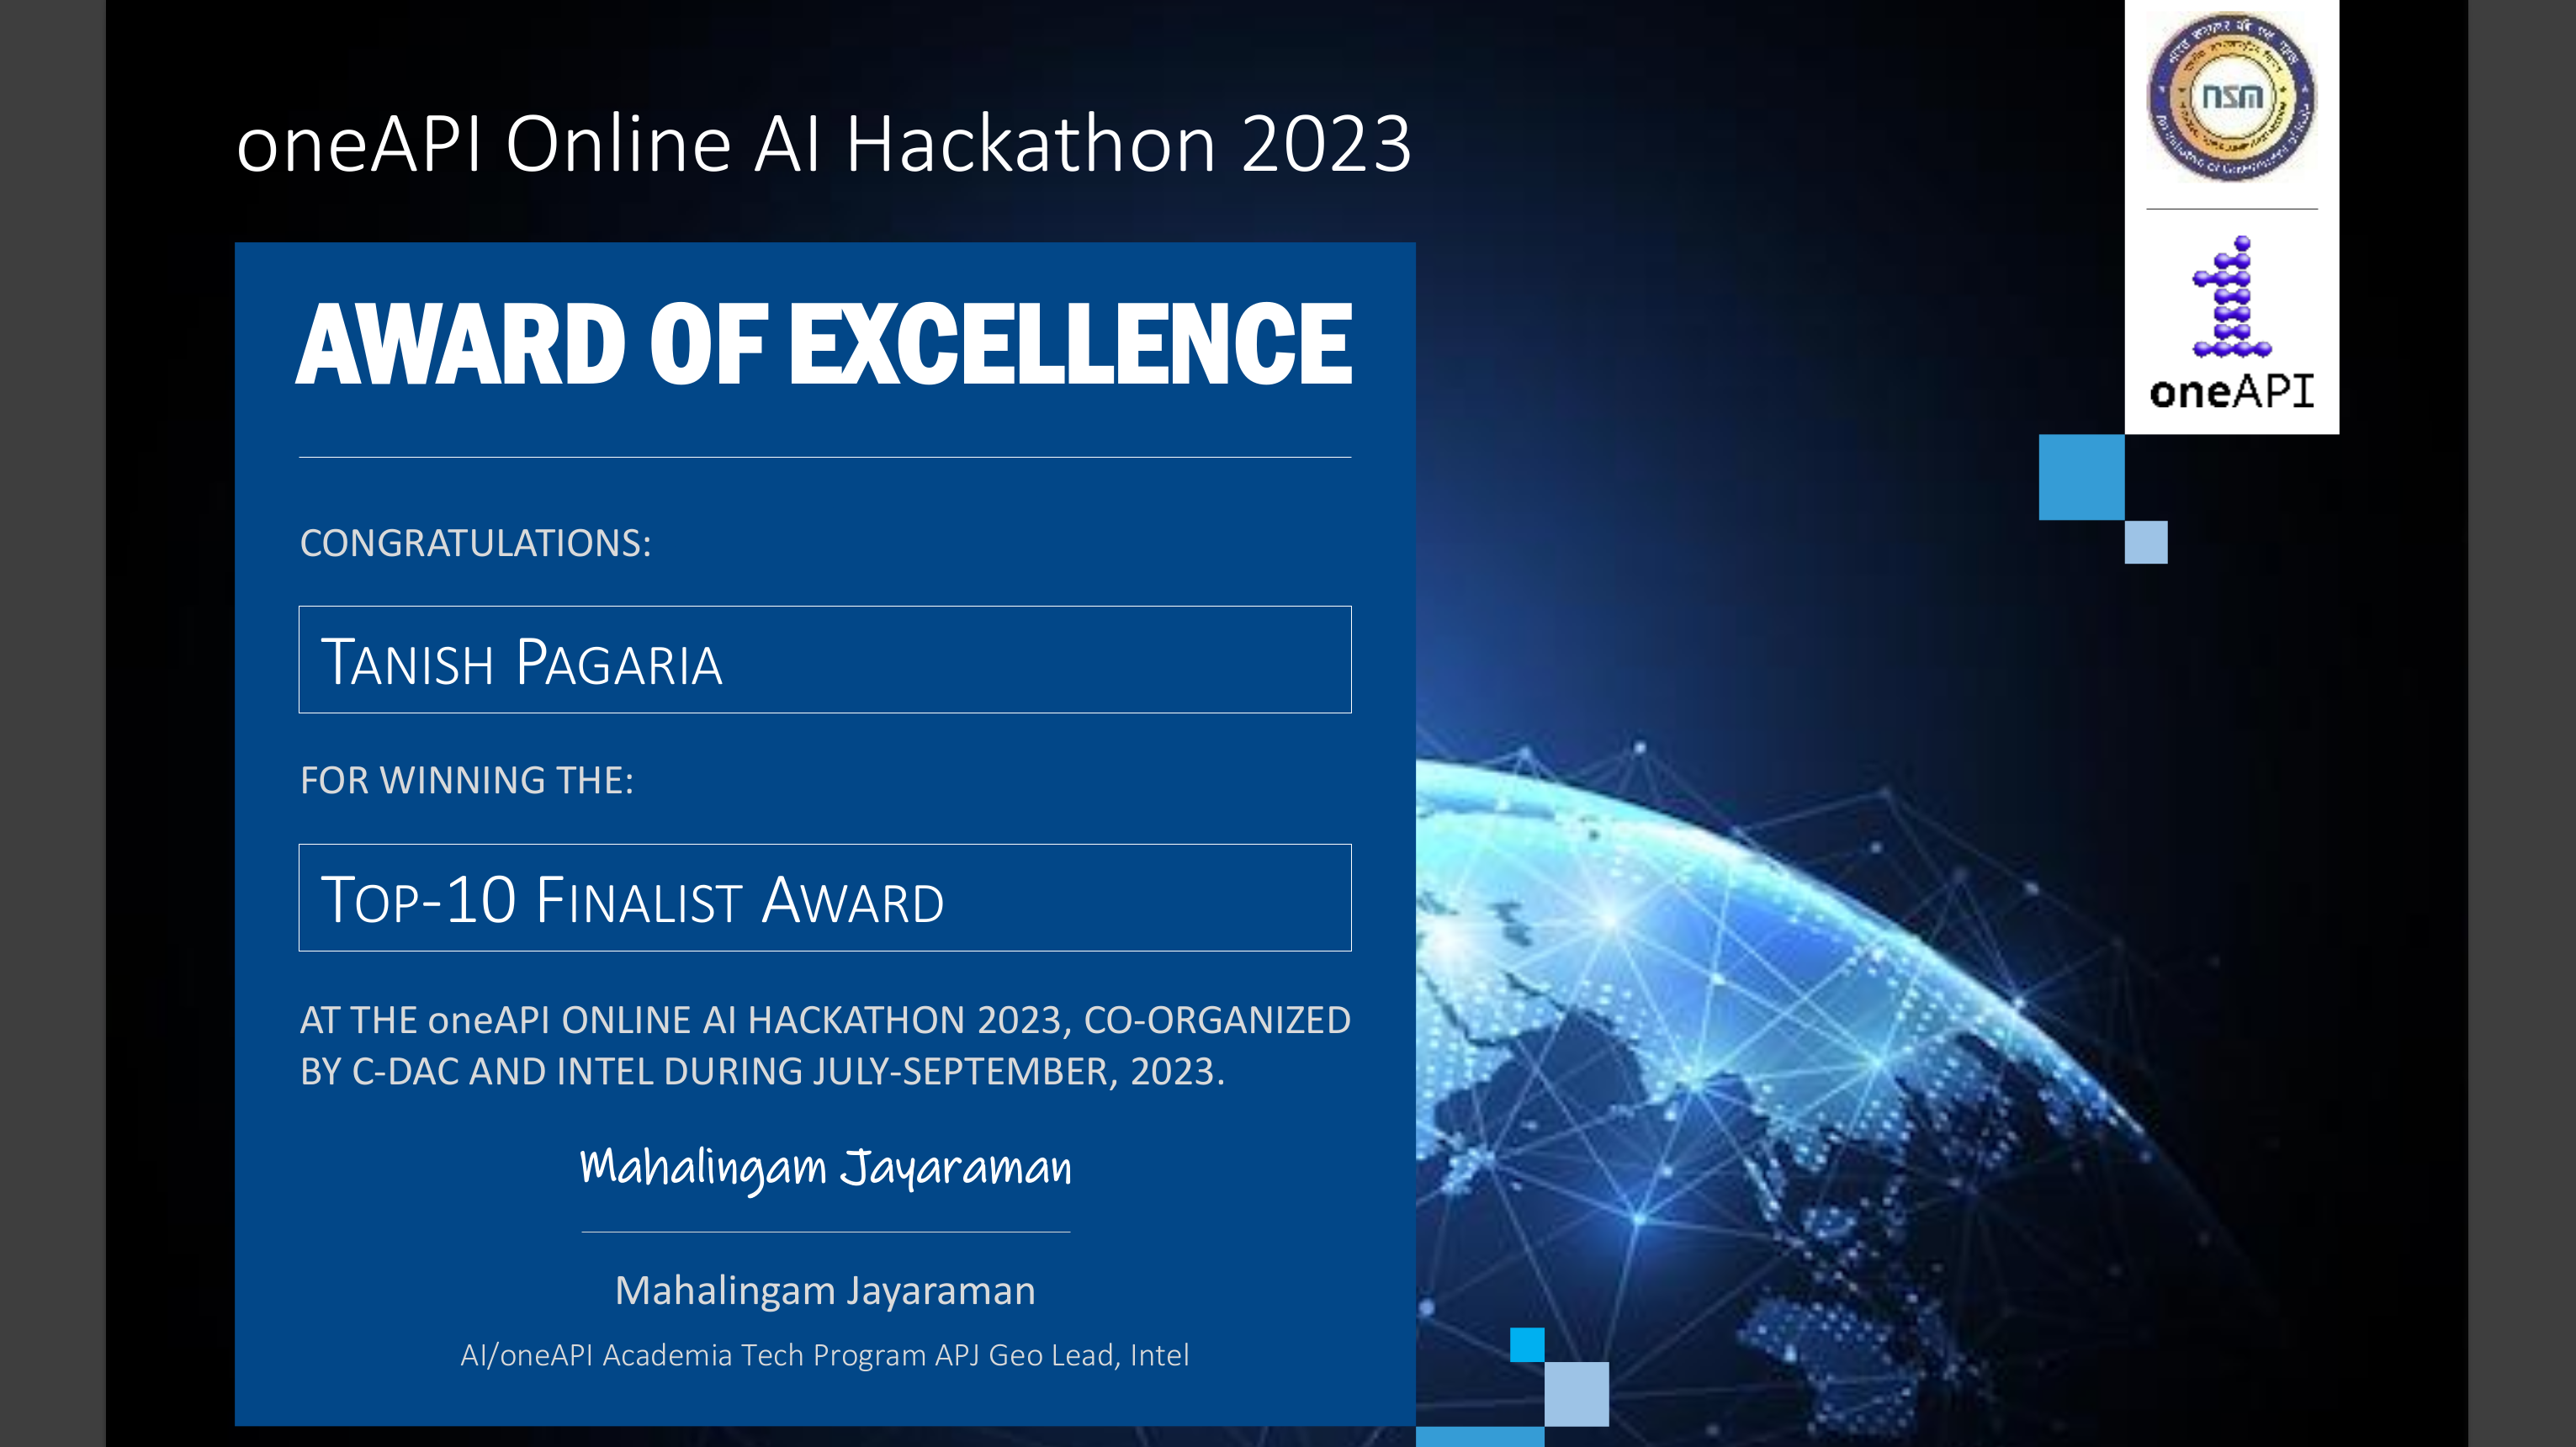 oneAPI Online AI Hackathon 2023
nsm
oneAPI
AWARD OF EXCELLENCE
CONGRATULATIONS:
TANISH PAGARIA
FOR WINNING THE:
TOP-10 FINALIST AWARD
AT THE oneAPI ONLINE AI HACKATHON 2023, CO-ORGANIZED
BY C-DAC AND INTEL DURING JULY-SEPTEMBER, 2023.
Mahalingam Jayaraman
Mahalingam Jayaraman
AI/oneAPI Academia Tech Program APJ Geo Lead, Intel